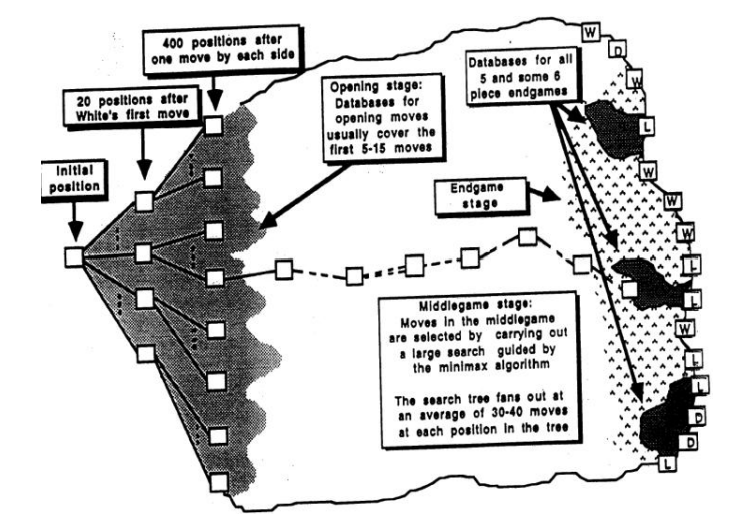 400 positions after
one move by each side
20 positions after
White's first move
Initial
position
Opening stage:
Databases for
opening moves
usually cover the
first 5-15 moves
Databases for all
5 and some 6
piece endgames
Endgame
stage
Middlegame stage:
Moves in the middlegame
are selected by carrying out
a large search guided by
the minimax algorithm
The search tree fans out at
an average of 30-40 moves
at each position in the tree
W
D
W
L
W
W
W
L
L
W
L
L
D
D
L